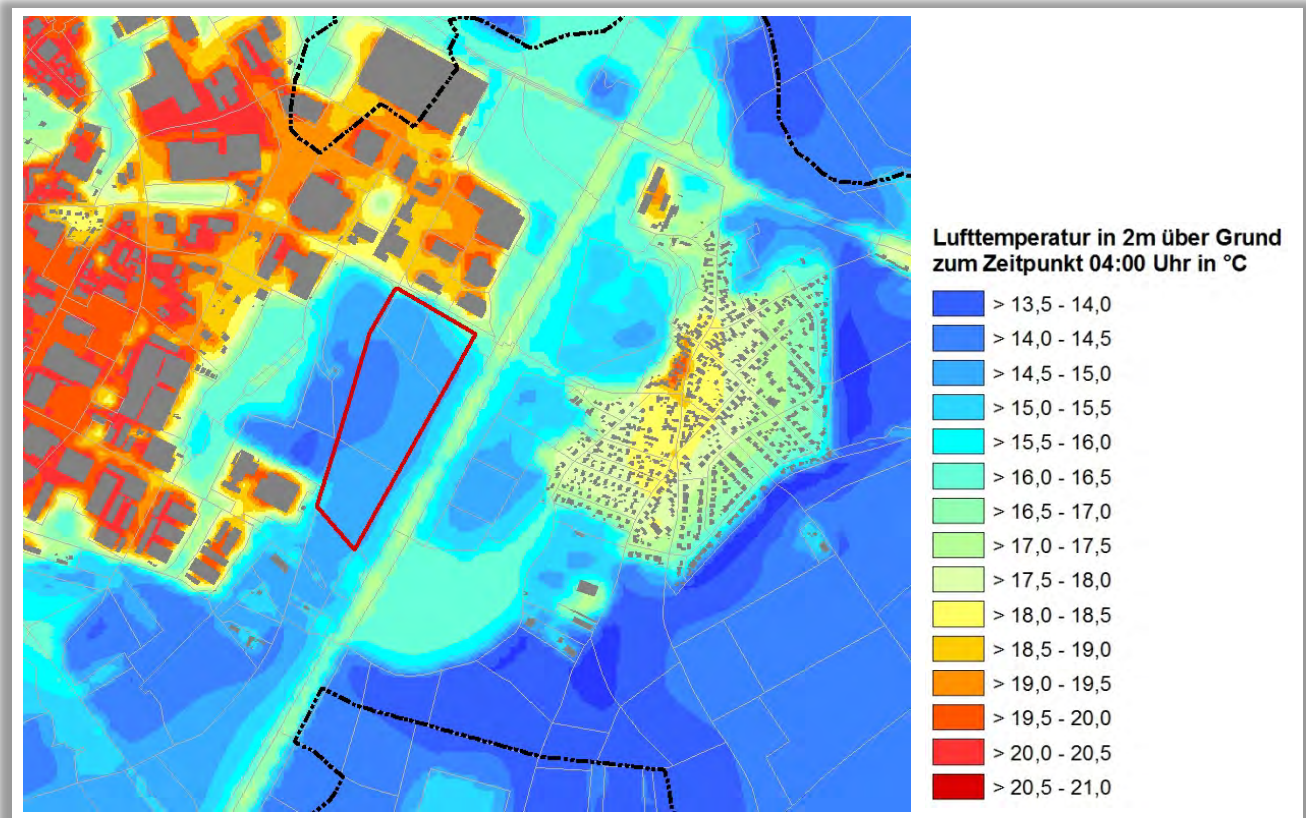 Lufttemperatur in 2m über Grund
zum Zeitpunkt 04:00 Uhr in °C
> 13,5 - 14,0
> 14,0 - 14,5
> 14,5 - 15,0
> 15,0 - 15,5
> 15,5 - 16,0
> 16,0 - 16,5
> 16,5 - 17,0
> 17,0 - 17,5
> 17,5 - 18,0
> 18,0 - 18,5
> 18,5 - 19,0
> 19,0 - 19,5
> 19,5 - 20,0
> 20,0 - 20,5
> 20,5 - 21,0